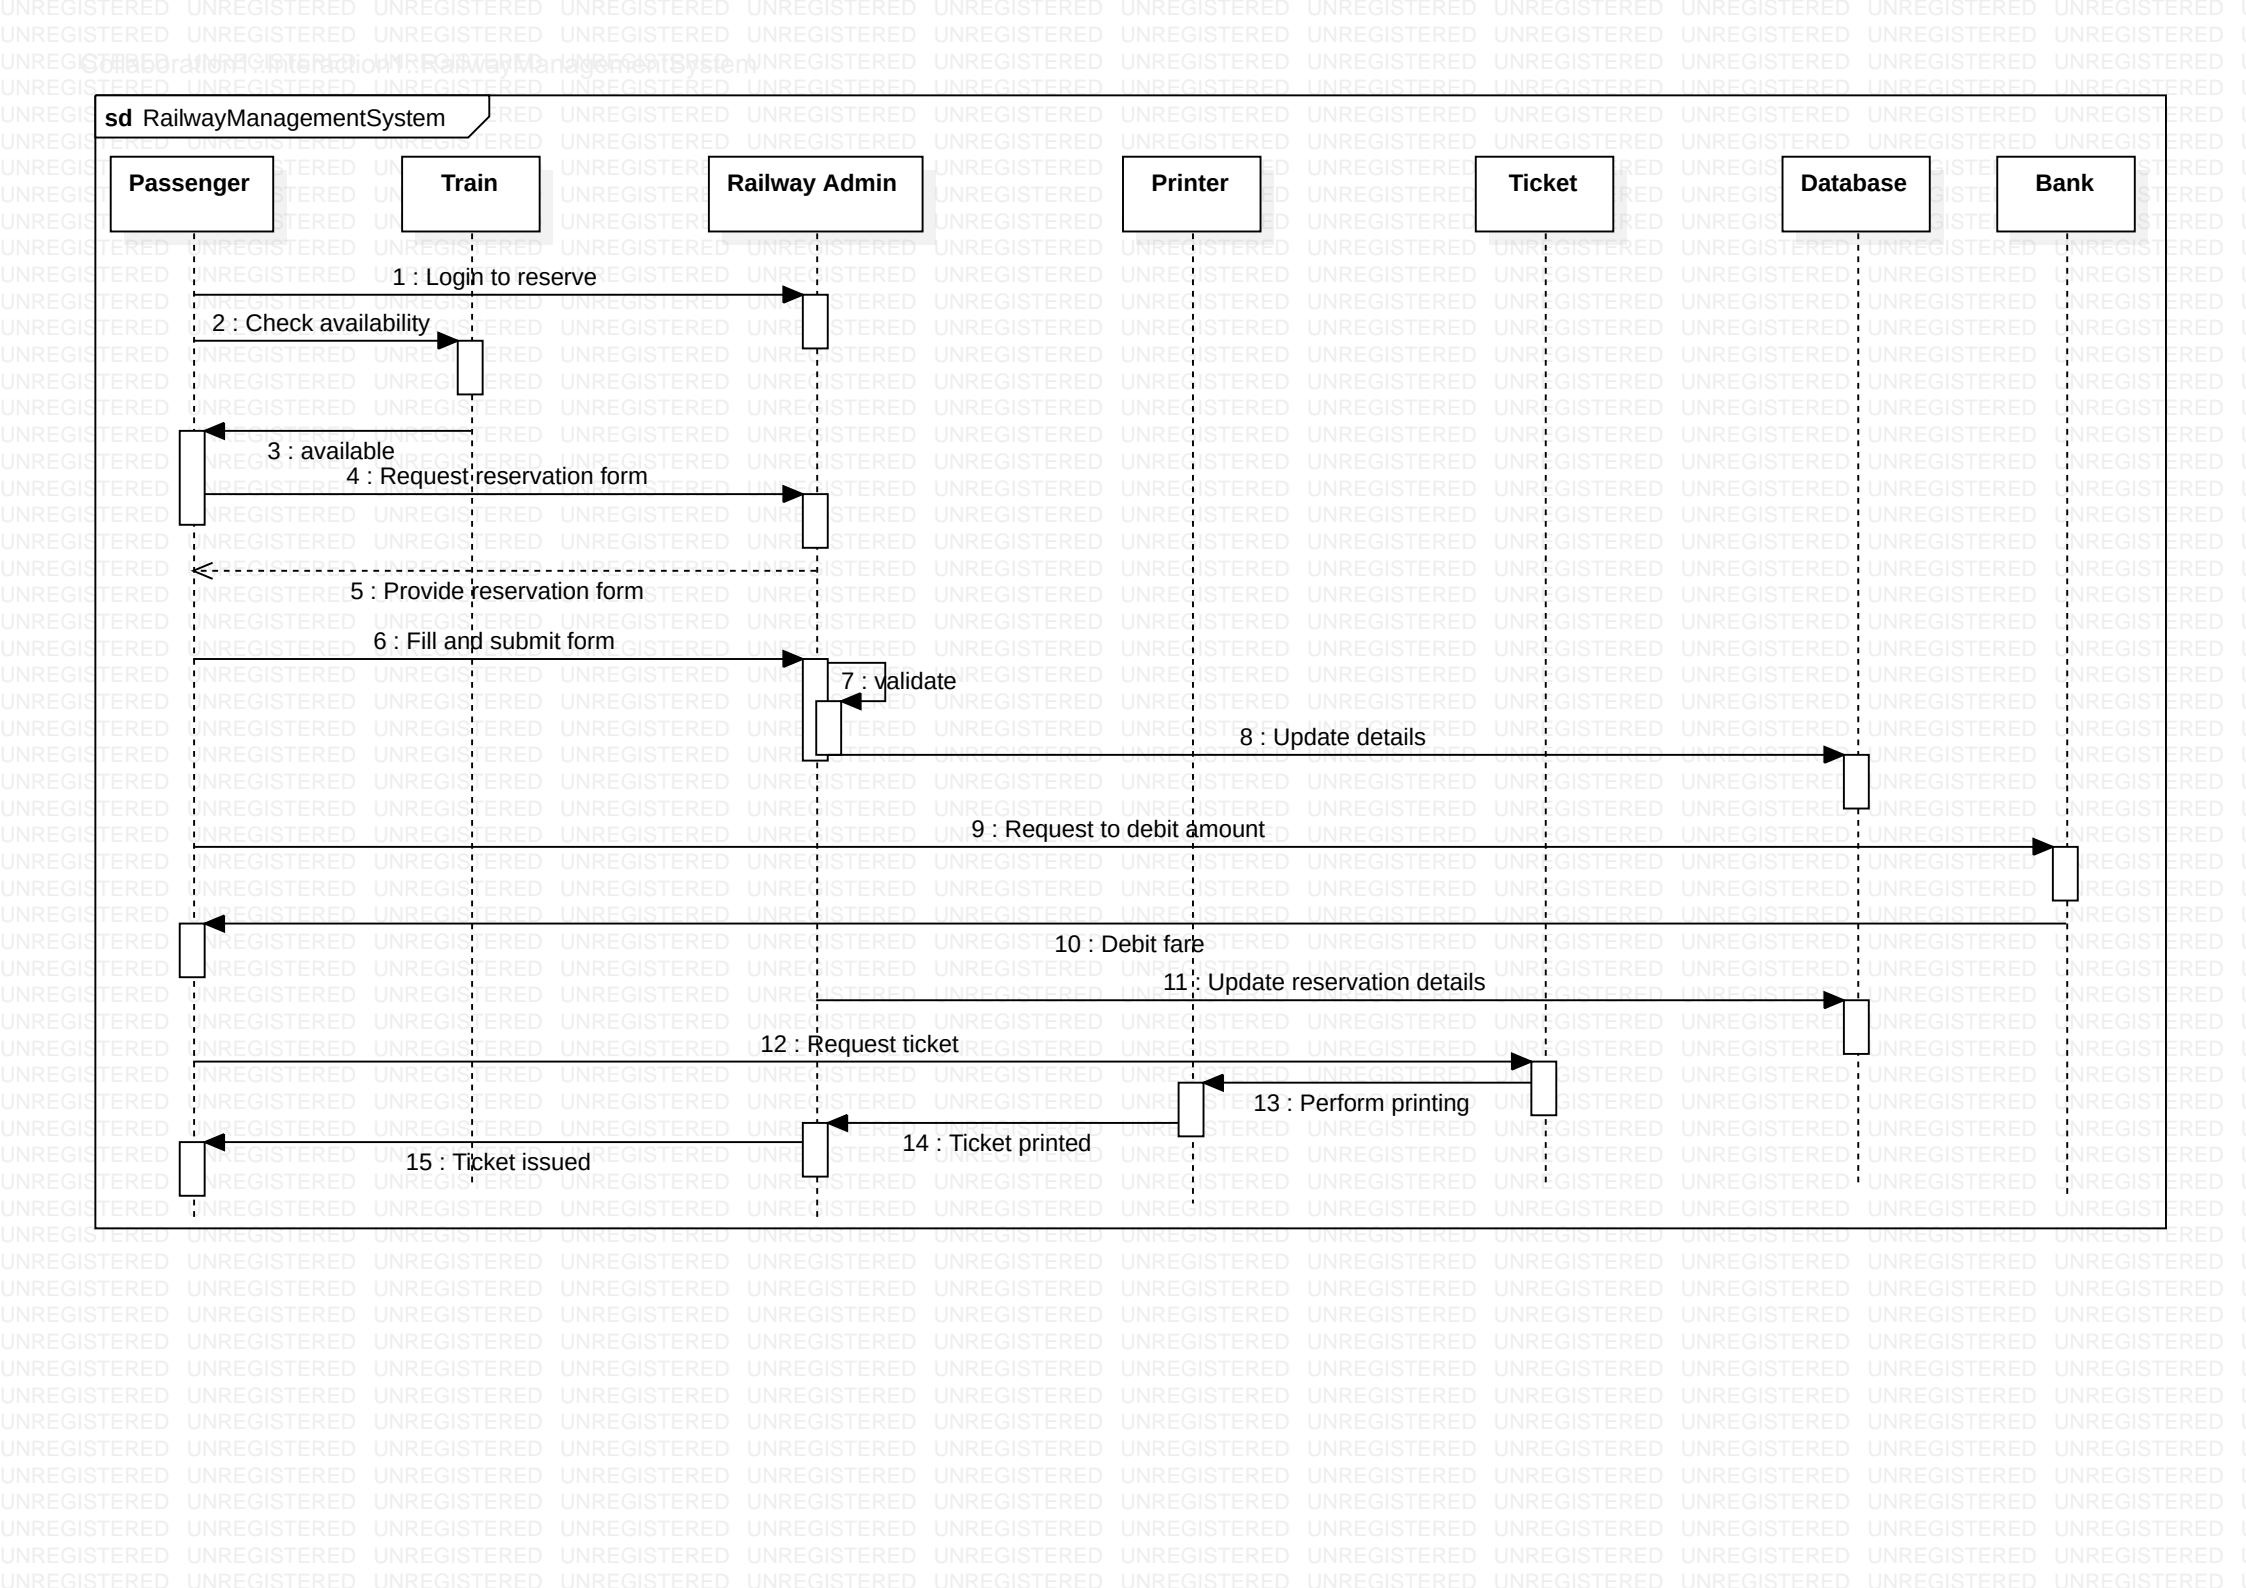 Collaboration1::Interaction1::RailwayManagementSystem
sd RailwayManagementSystem
Passenger Train Railway Admin Printer Ticket Database Bank
1 : Login to reserve
2 : Check availability
3 : available
4 : Request reservation form
5 : Provide reservation form
6 : Fill and submit form
7 : validate
8 : Update details
9 : Request to debit amount
10 : Debit fare
11 : Update reservation details
12 : Request ticket
13 : Perform printing
14 : Ticket printed
15 : Ticket issued
UNREGISTERED